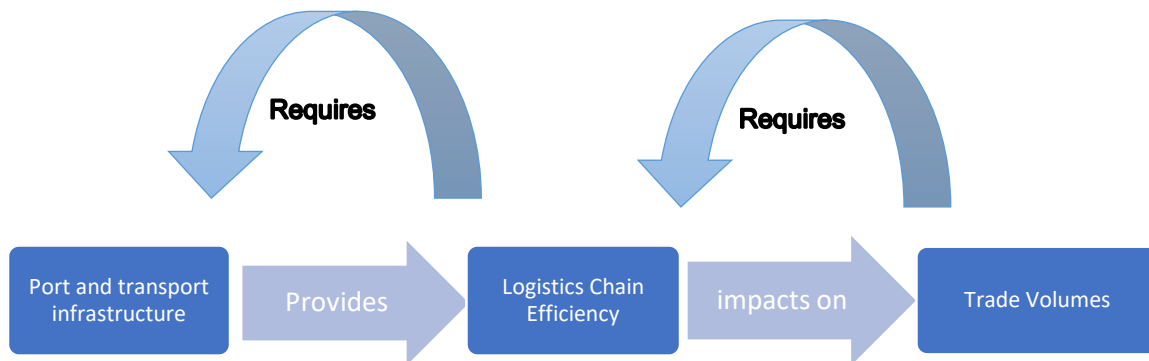 Requires
Requires
Port and transport
infrastructure
Provides
Logistics Chain
Efficiency
impacts on
Trade Volumes